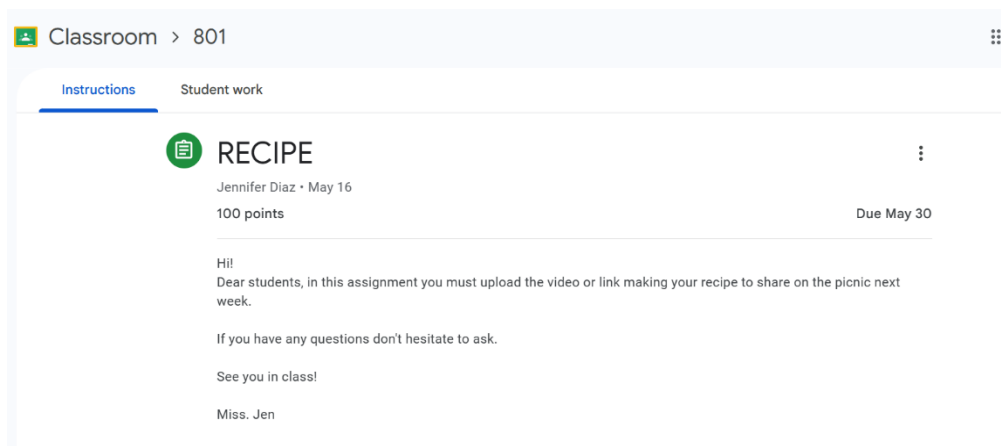 Classroom > 801
Instructions Student work
RECIPE
Jennifer Diaz • May 16
100 points Due May 30
Hi!
Dear students, in this assignment you must upload the video or link making your recipe to share on the picnic next
week.
If you have any questions don't hesitate to ask.
See you in class!
Miss. Jen